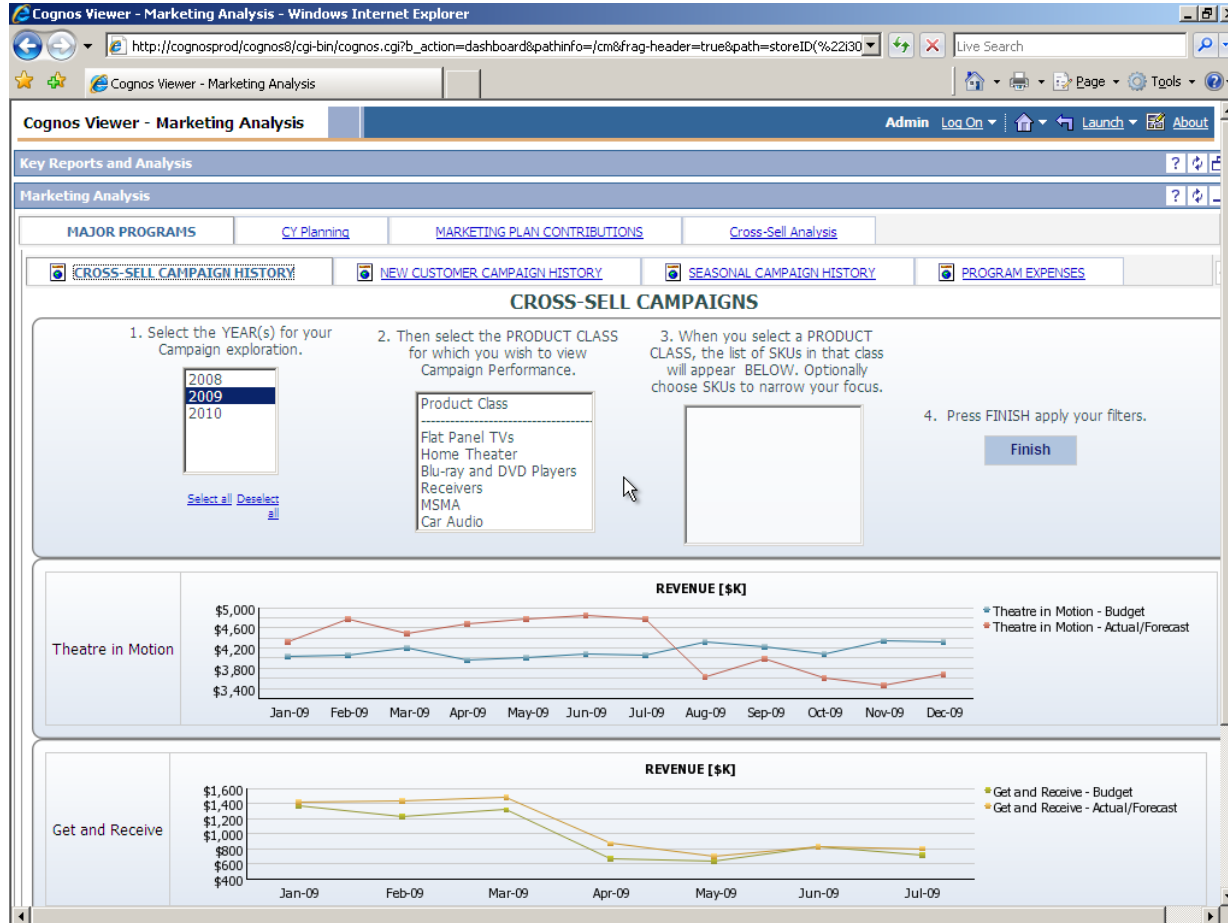 Cognos Viewer - Marketing Analysis - Windows Internet Explorer
http://cognosprod/cognos8/cgi-bin/cognos.cgi?b_action=dashboard&pathinfo=/cm&frag-header=true&path=storeID(%22i30
Live Search
Cognos Viewer - Marketing Analysis
Page
Tools
Cognos Viewer - Marketing Analysis
Admin Log On Launch About
Key Reports and Analysis
Marketing Analysis
MAJOR PROGRAMS CY Planning MARKETING PLAN CONTRIBUTIONS Cross-Sell Analysis
CROSS-SELL CAMPAIGN HISTORY NEW CUSTOMER CAMPAIGN HISTORY SEASONAL CAMPAIGN HISTORY PROGRAM EXPENSES
CROSS-SELL CAMPAIGNS
1. Select the YEAR(s) for your
Campaign exploration.
2008
2009
2010
Select all Deselect
all
2. Then select the PRODUCT CLASS
for which you wish to view
Campaign Performance.
Product Class
Flat Panel TVs
Home Theater
Blu-ray and DVD Players
Receivers
MSMA
Car Audio
3. When you select a PRODUCT
CLASS, the list of SKUs in that class
will appear BELOW. Optionally
choose SKUs to narrow your focus.
4. Press FINISH apply your filters.
Finish
Theatre in Motion
REVENUE [$K]
$5,000
$4,600
$4,200
$3,800
$3,400
Jan-09 Feb-09 Mar-09 Apr-09 May-09 Jun-09 Jul-09 Aug-09 Sep-09 Oct-09 Nov-09 Dec-09
Theatre in Motion - Budget
Theatre in Motion - Actual/Forecast
Get and Receive
REVENUE [$K]
$1,600
$1,400
$1,200
$1,000
$800
$600
$400
Jan-09 Feb-09 Mar-09 Apr-09 May-09 Jun-09 Jul-09
Get and Receive - Budget
Get and Receive - Actual/Forecast